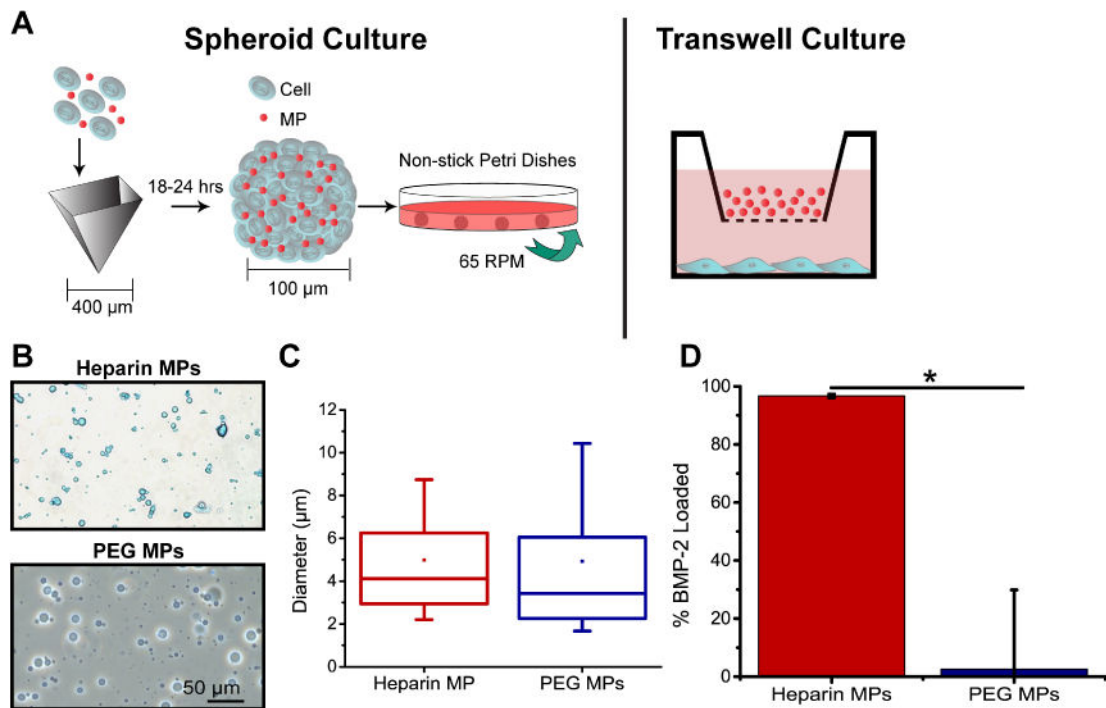 A
Spheroid Culture
Transwell Culture
Cell
MP
18-24 hrs
Non-stick Petri Dishes
65 RPM
400 µm
100 µm
B
Heparin MPs
PEG MPs
50 µm
C
Diameter (µm)
12
10
8
6
4
2
0
Heparin MP
PEG MPs
D
% BMP-2 Loaded
100
80
60
40
20
0
*
Heparin MPs
PEG MPs